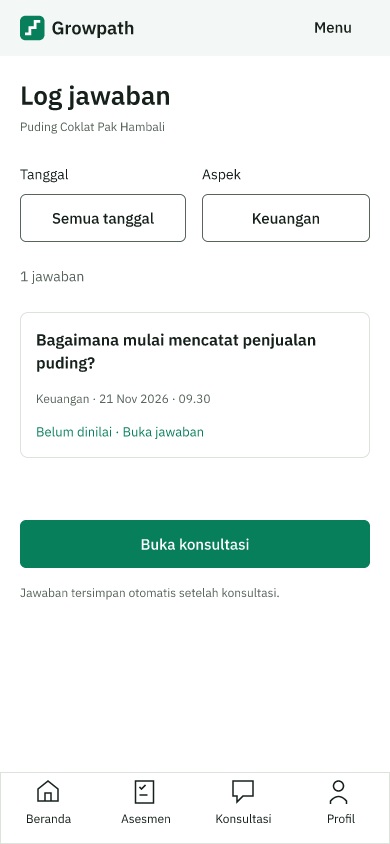 Growpath
Menu
Log jawaban
Puding Coklat Pak Hambali
Tanggal
Aspek
Semua tanggal
Keuangan
1 jawaban
Bagaimana mulai mencatat penjualan
puding?
Keuangan · 21 Nov 2026 · 09.30
Belum dinilai · Buka jawaban
Buka konsultasi
Jawaban tersimpan otomatis setelah konsultasi.
Beranda
Asesmen
Konsultasi
Profil